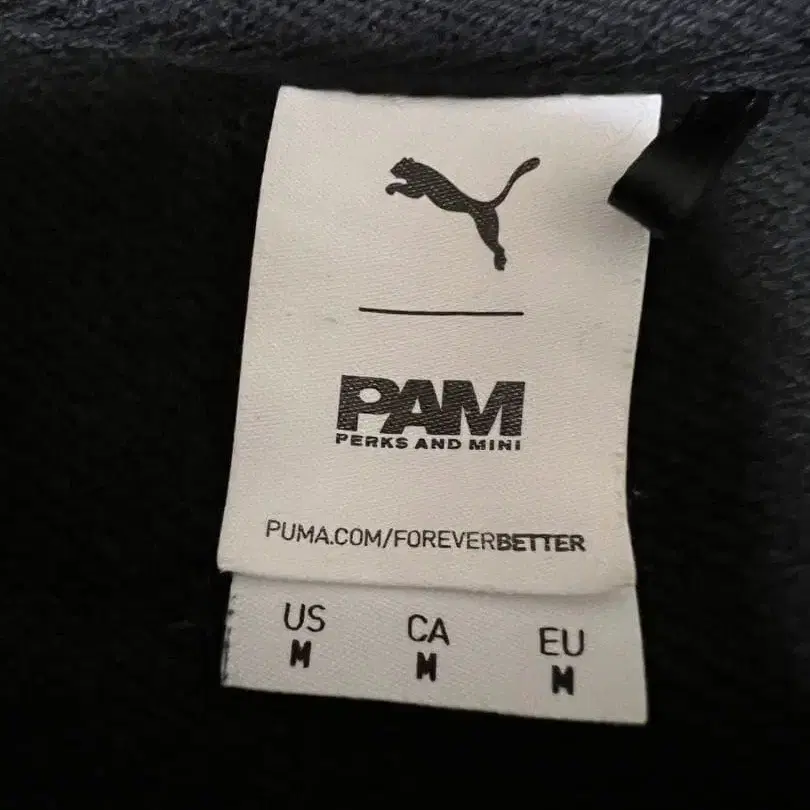 PAM
PERKS AND MINI
PUMA.COM/FOREVERBETTER
US CA EU
M M M